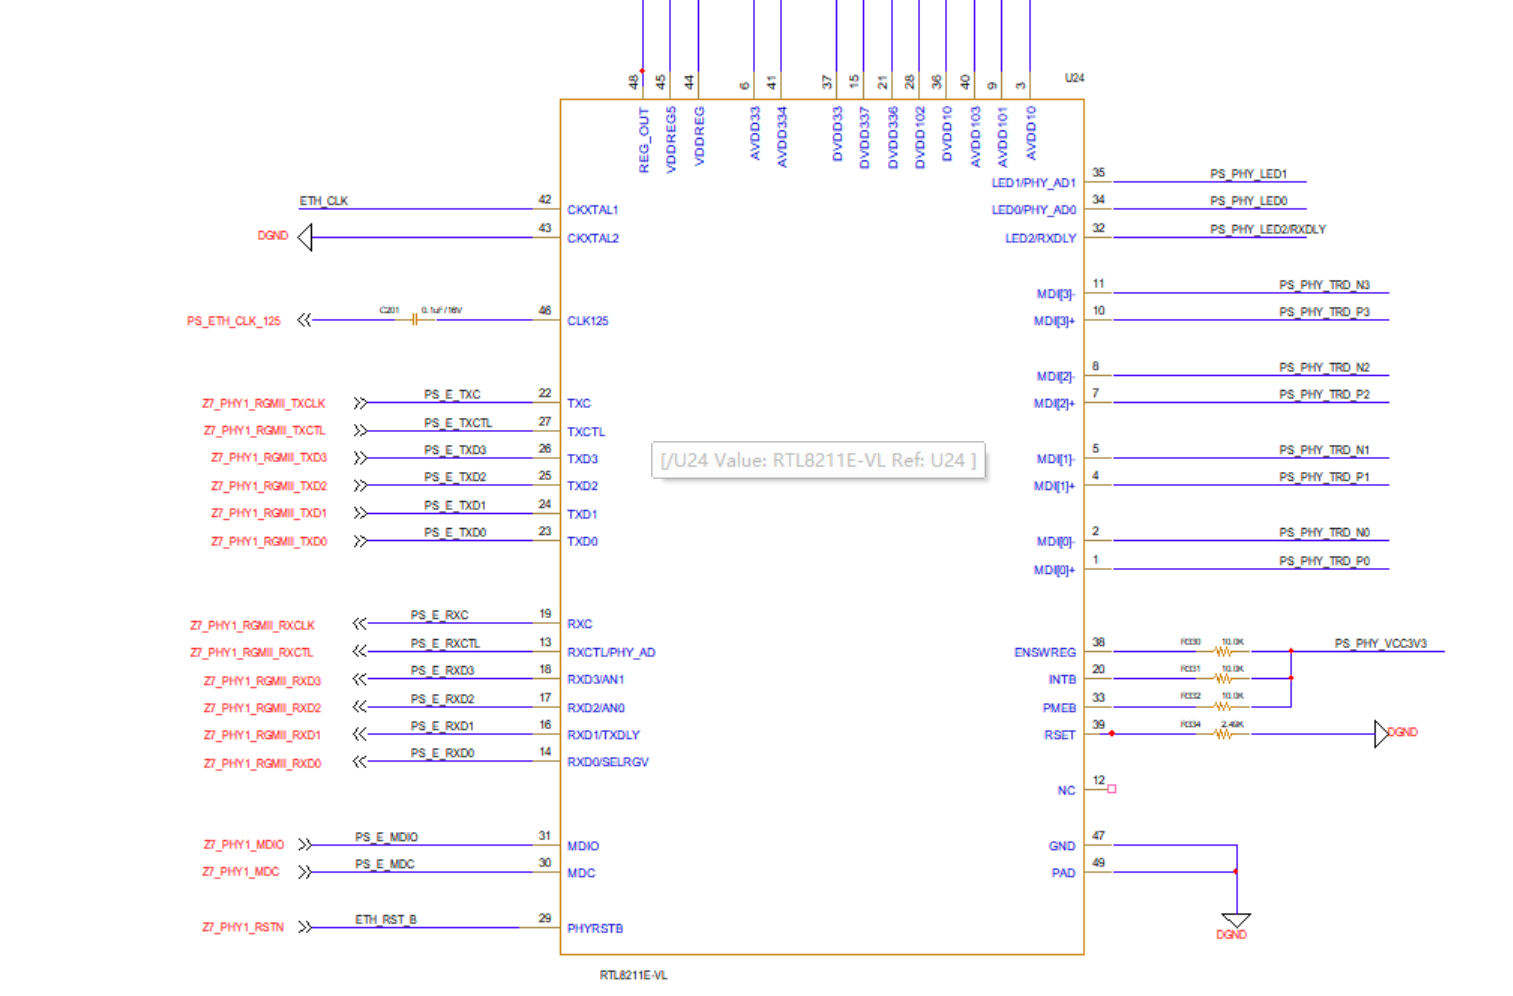 48
45
44
6
41
37
15
21
28
36
40
9
3
U24
REG_OUT
VDDREG5
VDDREG
AVDD33
AVDD334
DVDD33
DVDD337
DVDD336
DVDD102
DVDD10
AVDD103
AVDD101
AVDD10
LED1/PHY_AD1 35 PS_PHY_LED1
ETH_CLK 42 CKXTAL1 LED0/PHY_AD0 34 PS_PHY_LED0
DGND 43 CKXTAL2 LED2/RXDLY 32 PS_PHY_LED2/RXDLY
MDI[3]- 11 PS_PHY_TRD_N3
PS_ETH_CLK_125 C201 0.1uF/16V 46 CLK125 MDI[3]+ 10 PS_PHY_TRD_P3
MDI[2]- 8 PS_PHY_TRD_N2
Z7_PHY1_RGMII_TXCLK PS_E_TXC 22 TXC MDI[2]+ 7 PS_PHY_TRD_P2
Z7_PHY1_RGMII_TXCTL PS_E_TXCTL 27 TXCTL
Z7_PHY1_RGMII_TXD3 PS_E_TXD3 26 TXD3 [/U24 Value: RTL8211E-VL Ref: U24 ] MDI[1]- 5 PS_PHY_TRD_N1
Z7_PHY1_RGMII_TXD2 PS_E_TXD2 25 TXD2 MDI[1]+ 4 PS_PHY_TRD_P1
Z7_PHY1_RGMII_TXD1 PS_E_TXD1 24 TXD1
Z7_PHY1_RGMII_TXD0 PS_E_TXD0 23 TXD0 MDI[0]- 2 PS_PHY_TRD_N0
MDI[0]+ 1 PS_PHY_TRD_P0
Z7_PHY1_RGMII_RXCLK PS_E_RXC 19 RXC
Z7_PHY1_RGMII_RXCTL PS_E_RXCTL 13 RXCTL/PHY_AD ENSWREG 38 R330 10.0K PS_PHY_VCC3V3
Z7_PHY1_RGMII_RXD3 PS_E_RXD3 18 RXD3/AN1 INTB 20 R331 10.0K
Z7_PHY1_RGMII_RXD2 PS_E_RXD2 17 RXD2/AN0 PMEB 33 R332 10.0K
Z7_PHY1_RGMII_RXD1 PS_E_RXD1 16 RXD1/TXDLY RSET 39 R334 2.49K DGND
Z7_PHY1_RGMII_RXD0 PS_E_RXD0 14 RXD0/SELRGV
NC 12
Z7_PHY1_MDIO PS_E_MDIO 31 MDIO GND 47
Z7_PHY1_MDC PS_E_MDC 30 MDC PAD 49
Z7_PHY1_RSTN ETH_RST_B 29 PHYRSTB
DGND
RTL8211E-VL